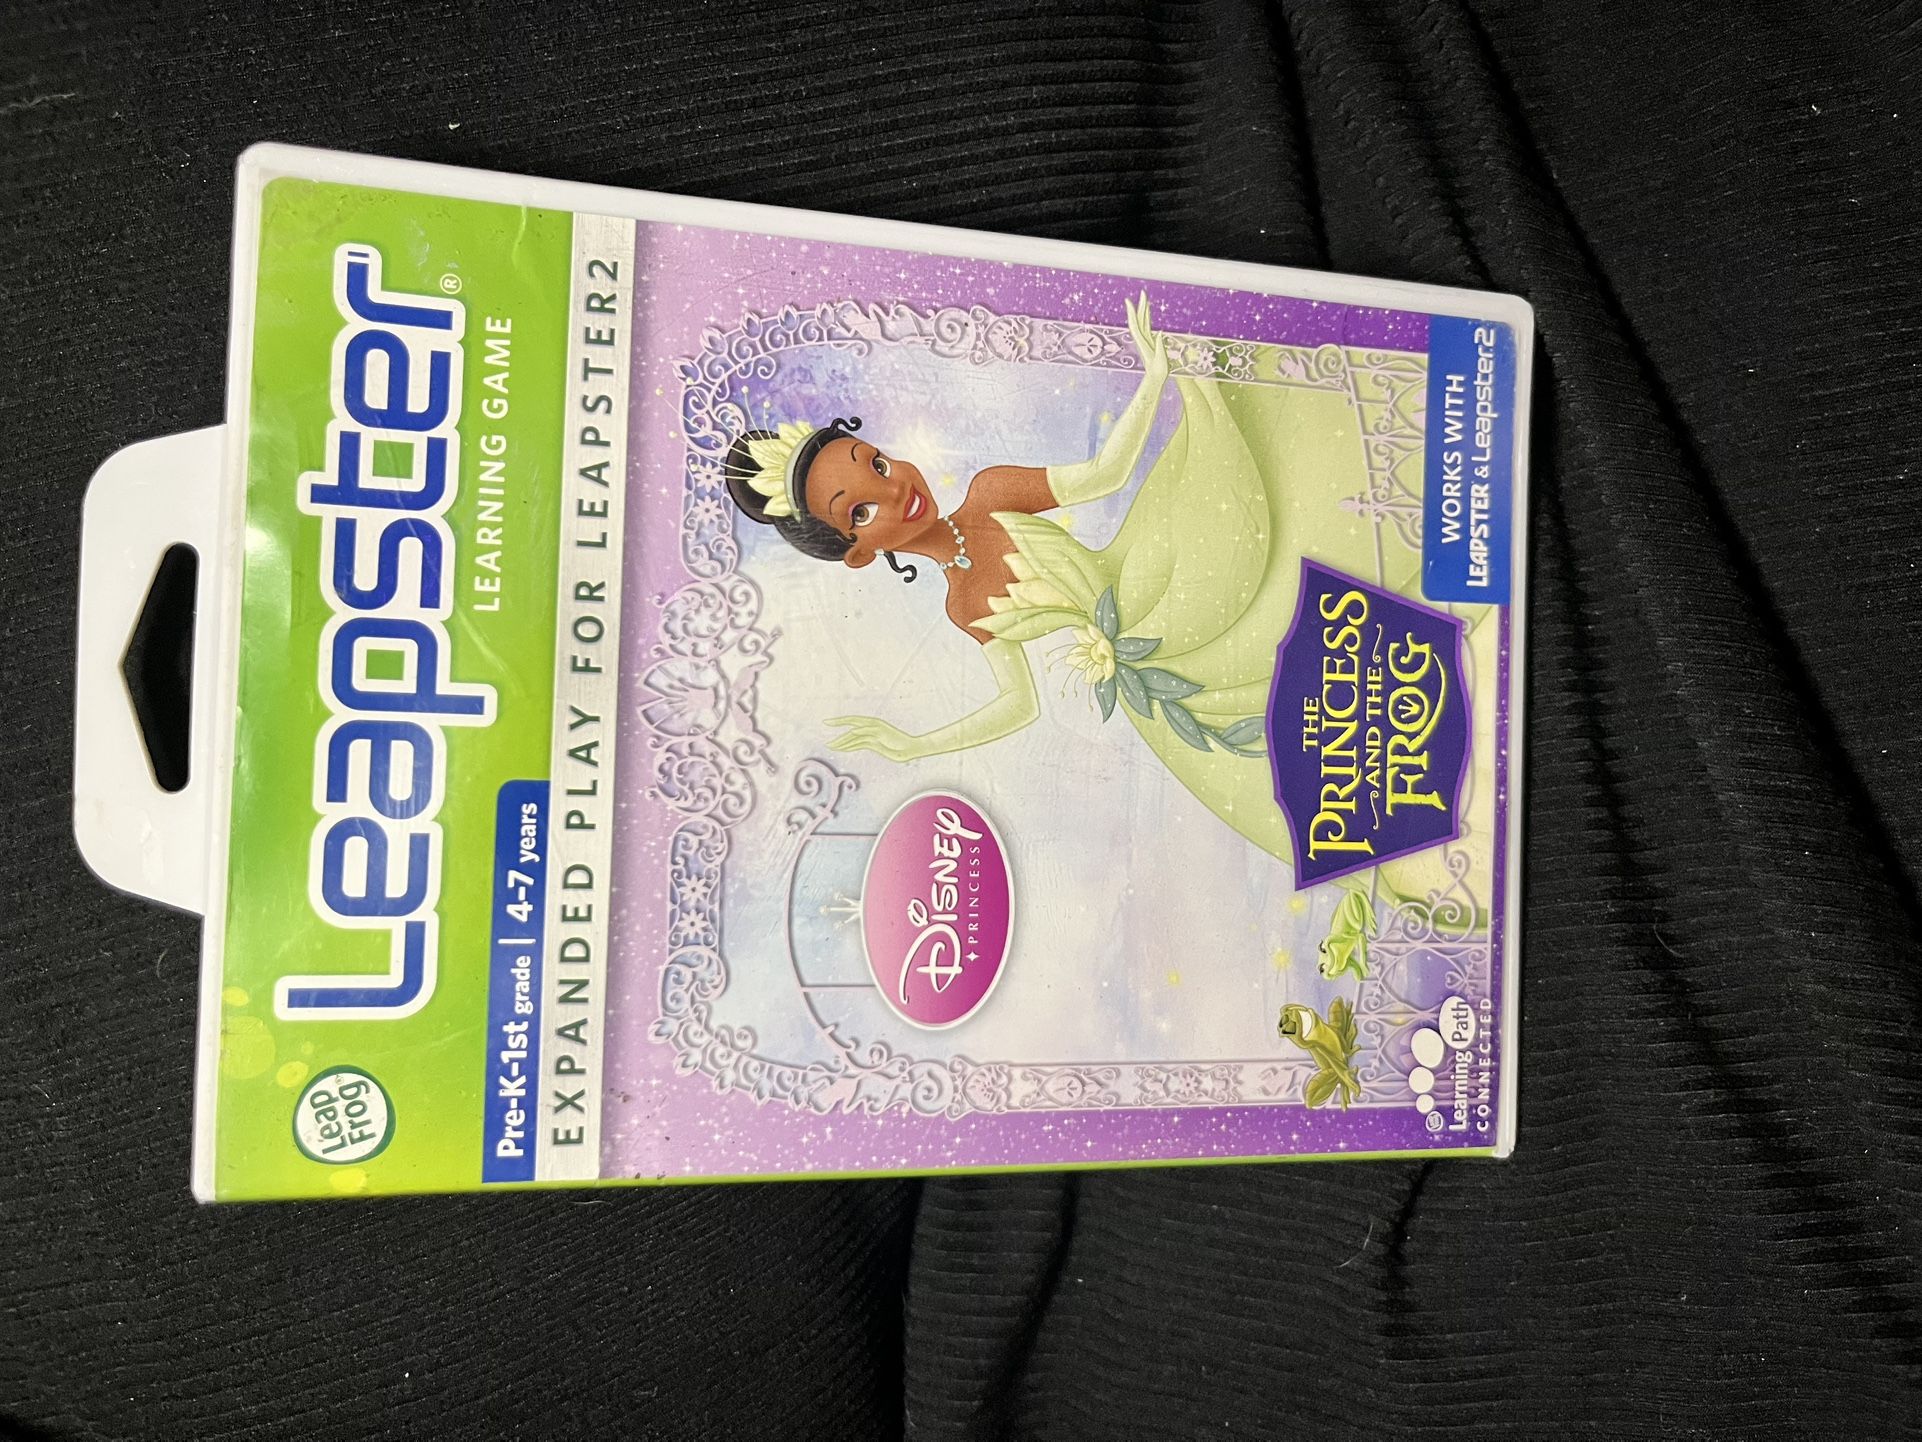 Leap
Frog
Leapster®
LEARNING GAME
Pre-K-1st grade | 4-7 years
EXPANDED PLAY FOR LEAPSTER2
DISNEY
PRINCESS
THE
PRINCESS
AND THE
FROG
Learning Path
CONNECTED
WORKS WITH
LEAPSTER & Leapster2